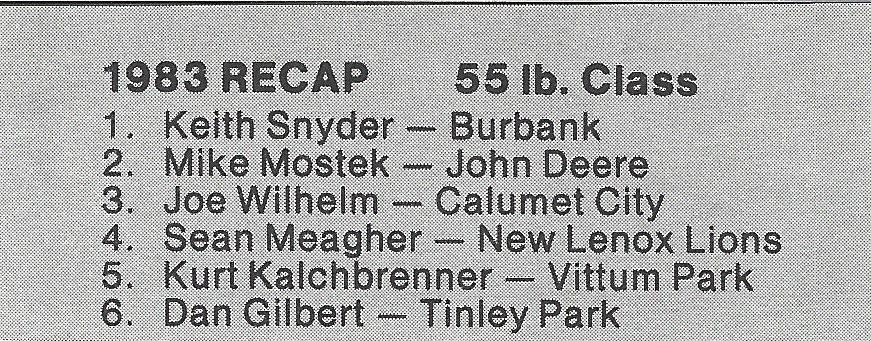 1983 RECAP 55 lb. Class
1. Keith Snyder — Burbank
2. Mike Mostek — John Deere
3. Joe Wilhelm — Calumet City
4. Sean Meagher — New Lenox Lions
5. Kurt Kalchbrenner — Vittum Park
6. Dan Gilbert — Tinley Park